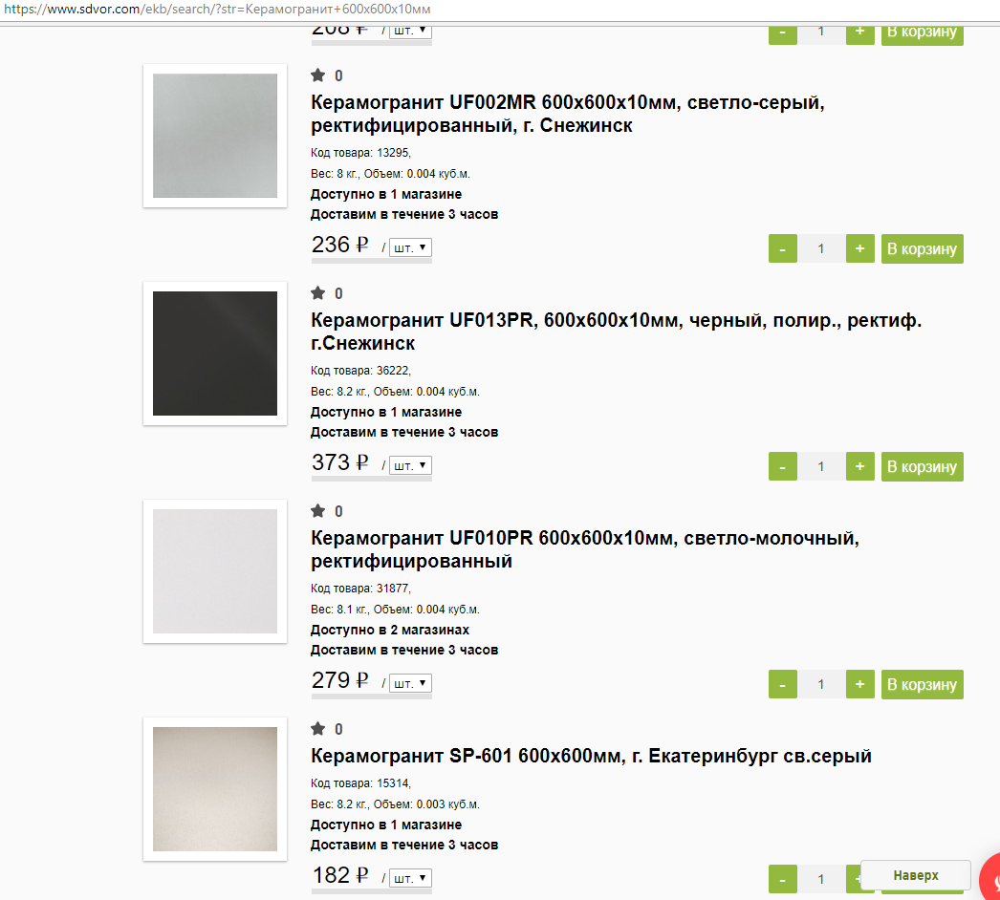 https://www.sdvor.com/ekb/search/?str=Керамогранит+600х600х10мм
208 ₽ / шт. ▼ - 1 + В корзину
★ 0
Керамогранит UF002MR 600х600х10мм, светло-серый,
ректифицированный, г. Снежинск
Код товара: 13295,
Вес: 8 кг., Объем: 0.004 куб.м.
Доступно в 1 магазине
Доставим в течение 3 часов
236 ₽ / шт. ▼ - 1 + В корзину
★ 0
Керамогранит UF013PR, 600х600х10мм, черный, полир., ректиф.
г.Снежинск
Код товара: 36222,
Вес: 8.2 кг., Объем: 0.004 куб.м.
Доступно в 1 магазине
Доставим в течение 3 часов
373 ₽ / шт. ▼ - 1 + В корзину
★ 0
Керамогранит UF010PR 600х600х10мм, светло-молочный,
ректифицированный
Код товара: 31877,
Вес: 8.1 кг., Объем: 0.004 куб.м.
Доступно в 2 магазинах
Доставим в течение 3 часов
279 ₽ / шт. ▼ - 1 + В корзину
★ 0
Керамогранит SP-601 600х600мм, г. Екатеринбург св.серый
Код товара: 15314,
Вес: 8.2 кг., Объем: 0.003 куб.м.
Доступно в 1 магазине
Доставим в течение 3 часов
182 ₽ / шт. ▼ - 1 + Наверх